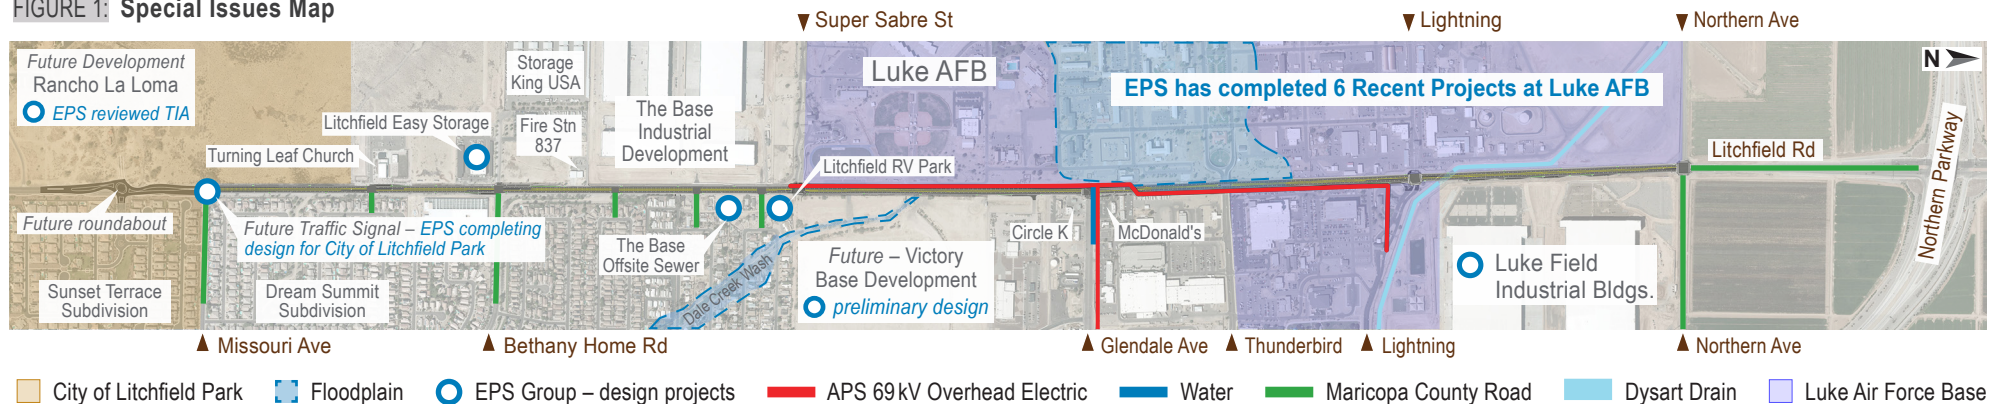 FIGURE 1: Special Issues Map
Super Sabre St
Lightning
Northern Ave
Future Development
Rancho La Loma
EPS reviewed TIA
Storage
King USA
Luke AFB
EPS has completed 6 Recent Projects at Luke AFB
N
Litchfield Easy Storage
Fire Stn
837
The Base
Industrial
Development
Turning Leaf Church
Litchfield RV Park
Litchfield Rd
Northern Parkway
Future roundabout
Future Traffic Signal – EPS completing
design for City of Litchfield Park
The Base
Offsite Sewer
Dale Creek Wash
Future – Victory
Base Development
preliminary design
Circle K
McDonald's
Luke Field
Industrial Bldgs.
Sunset Terrace
Subdivision
Dream Summit
Subdivision
Missouri Ave
Bethany Home Rd
Glendale Ave
Thunderbird
Lightning
Northern Ave
City of Litchfield Park
Floodplain
EPS Group – design projects
APS 69kV Overhead Electric
Water
Maricopa County Road
Dysart Drain
Luke Air Force Base